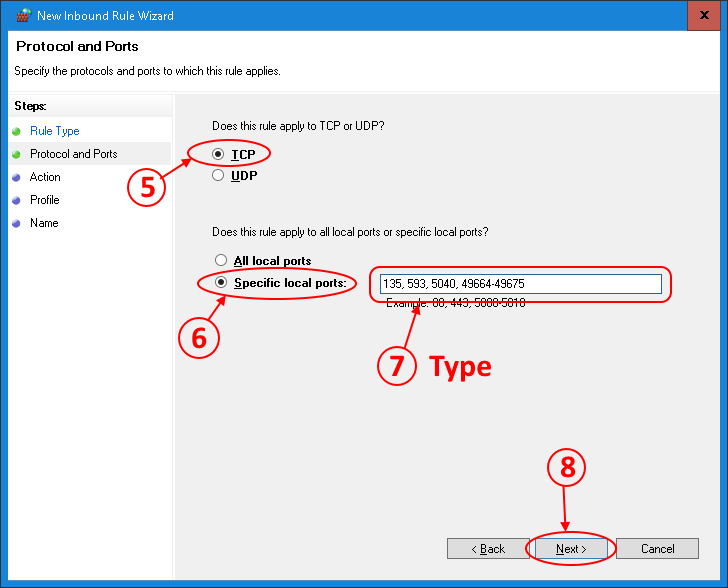 New Inbound Rule Wizard
X
Protocol and Ports
Specify the protocols and ports to which this rule applies.
Steps:
Rule Type
Protocol and Ports
Action
Profile
Name
Does this rule apply to TCP or UDP?
TCP
UDP
5
Does this rule apply to all local ports or specific local ports?
All local ports
Specific local ports:
135, 593, 5040, 49664-49675
Example: 80, 443, 5000-5010
6
7 Type
8
< Back
Next >
Cancel